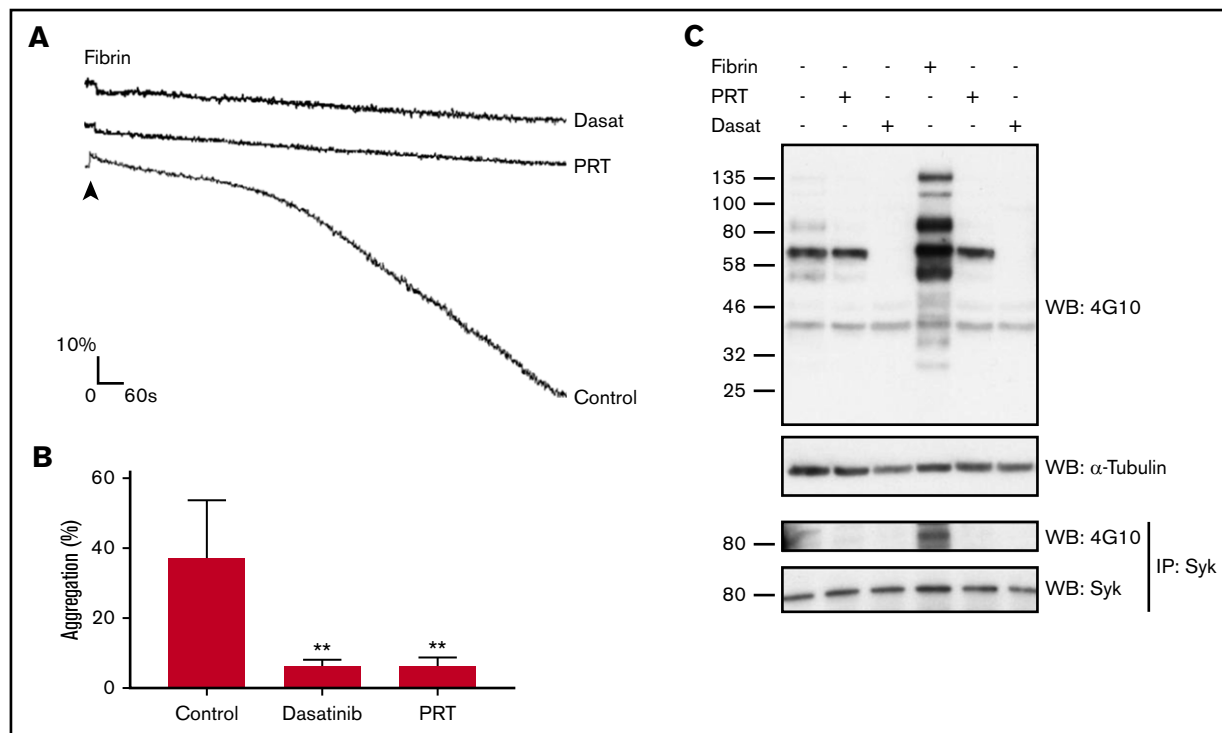 A
Fibrin
Dasat
PRT
Control
10%
0 60s
B
Aggregation (%)
60
40
20
0
** **
Control Dasatinib PRT
C
Fibrin - - - + - -
PRT - + - - + -
Dasat - - + - - +
135
100
80
58
46
32
25
WB: 4G10
WB: α-Tubulin
80
WB: 4G10
80
WB: Syk
IP: Syk